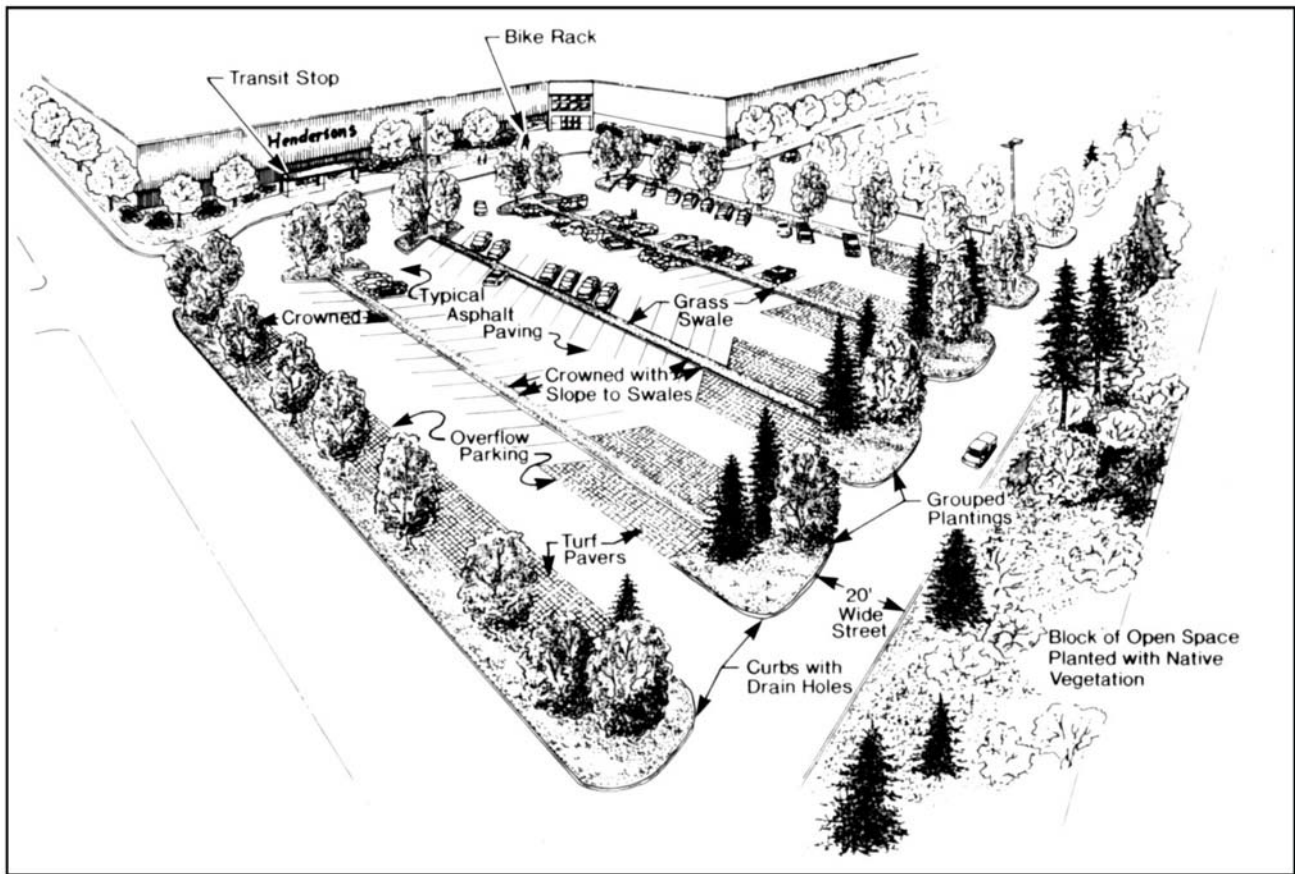 Bike Rack
Transit Stop
Henderson's
Crowned
Typical
Asphalt
Paving
Grass
Swale
Crowned with
Slope to Swales
Overflow
Parking
Turf
Pavers
Grouped
Plantings
20'
Wide
Street
Curbs with
Drain Holes
Block of Open Space
Planted with Native
Vegetation